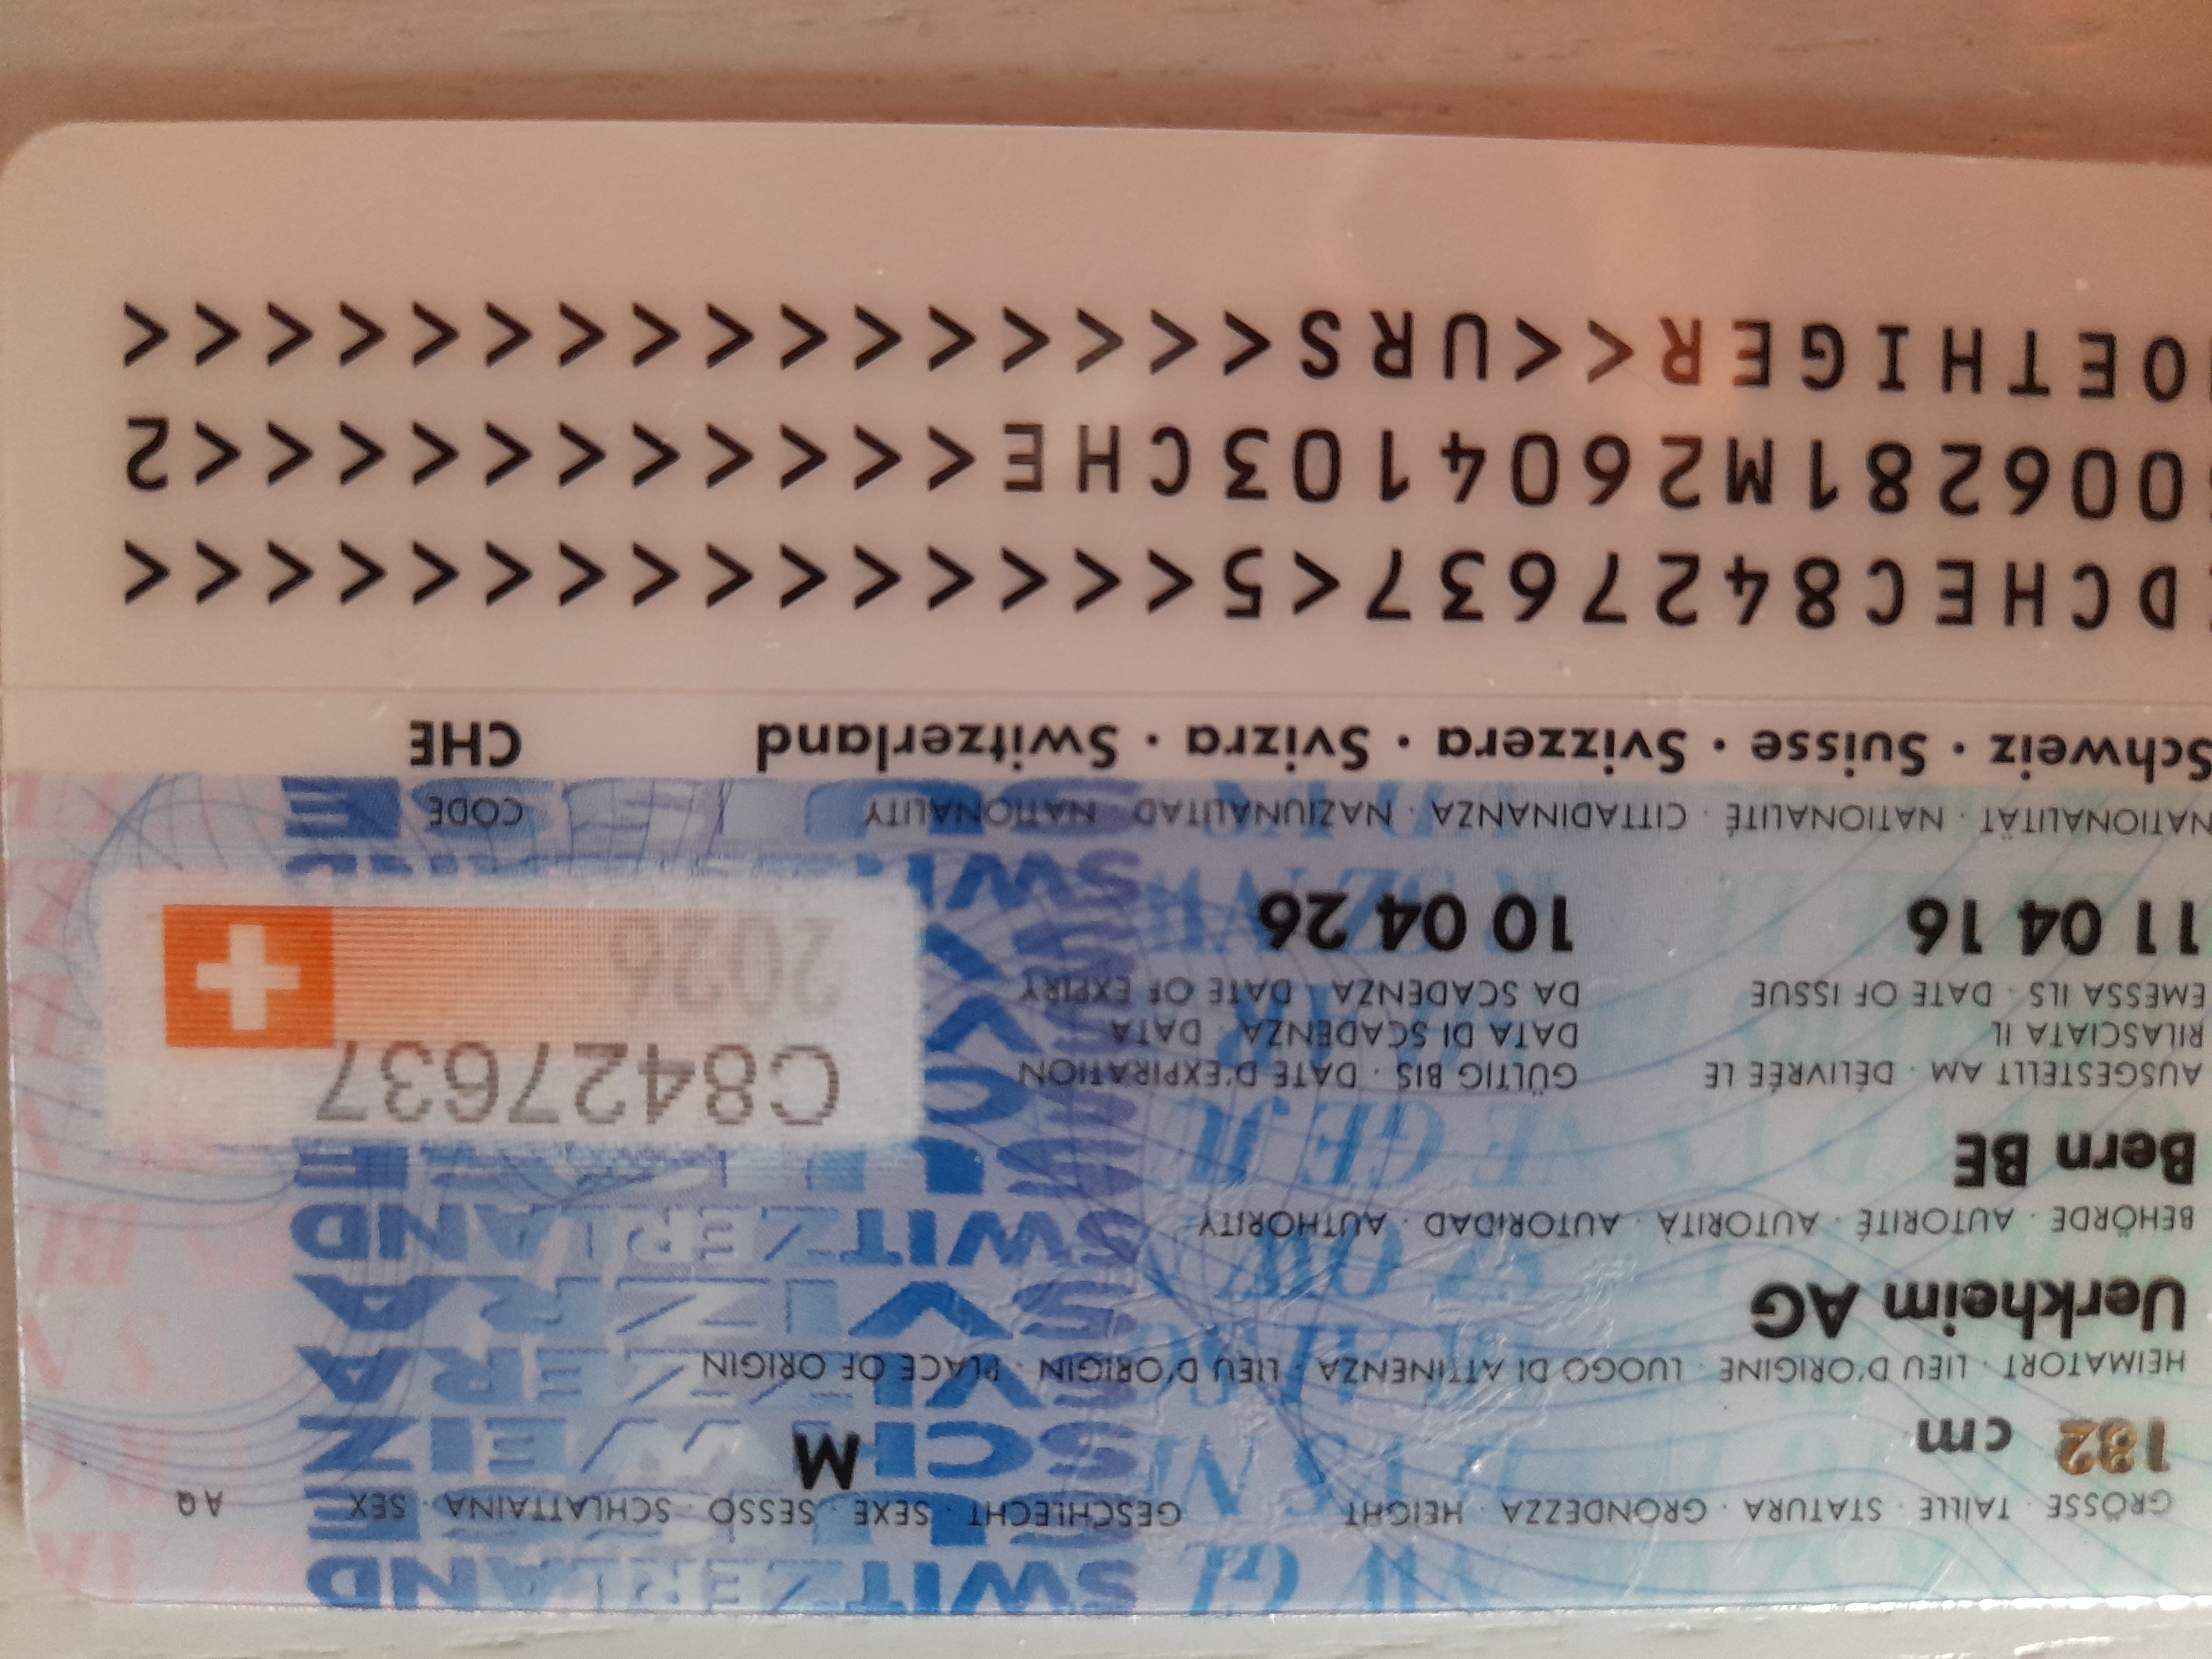 GRÖSSE · TAILLE · STATURA · GRONDEZZA · HEIGHT GESCHLECHT · SEXE · SESSO · SCHLATTAINA · SEX AQ
182 cm M
HEIMATORT · LIEU D'ORIGINE · LUOGO DI ATTINENZA · LIEU D'ORIGIN · PLACE OF ORIGIN
Uerkheim AG
BEHÖRDE · AUTORITÉ · AUTORITÀ · AUTORIDAD · AUTHORITY
Bern BE
C8427637
2026
AUSGESTELLT AM · DÉLIVRÉE LE
RILASCIATA IL
EMESSA ILS · DATE OF ISSUE
11 04 16
GÜLTIG BIS · DATE D'EXPIRATION
DATA DI SCADENZA · DATA
DA SCADENZA · DATE OF EXPIRY
10 04 26
NATIONALITÄT · NATIONALITÉ · CITTADINANZA · NAZIUNALITAD · NATIONALITY CODE
Schweiz · Suisse · Svizzera · Svizra · Switzerland CHE
DCHEC8427637<5<<<<<<<<<<<<<<<
006281M2604103CHE<<<<<<<<<<<2
OETHIGER<<URS<<<<<<<<<<<<<<<<